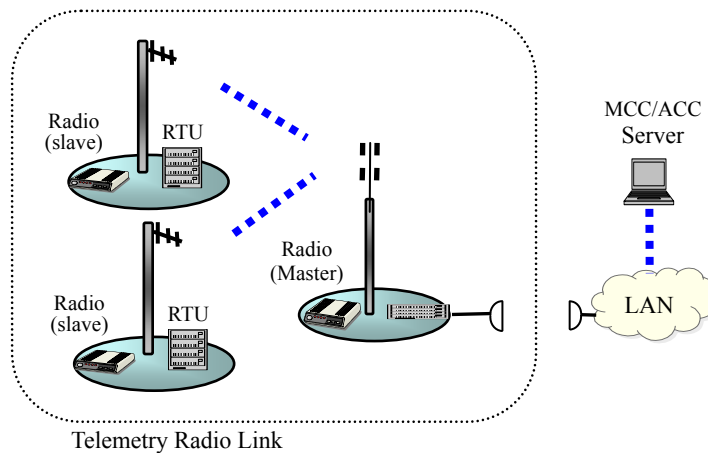 Radio
(slave)
RTU
MCC/ACC
Server
Radio
(Master)
Radio
(slave)
RTU
LAN
Telemetry Radio Link